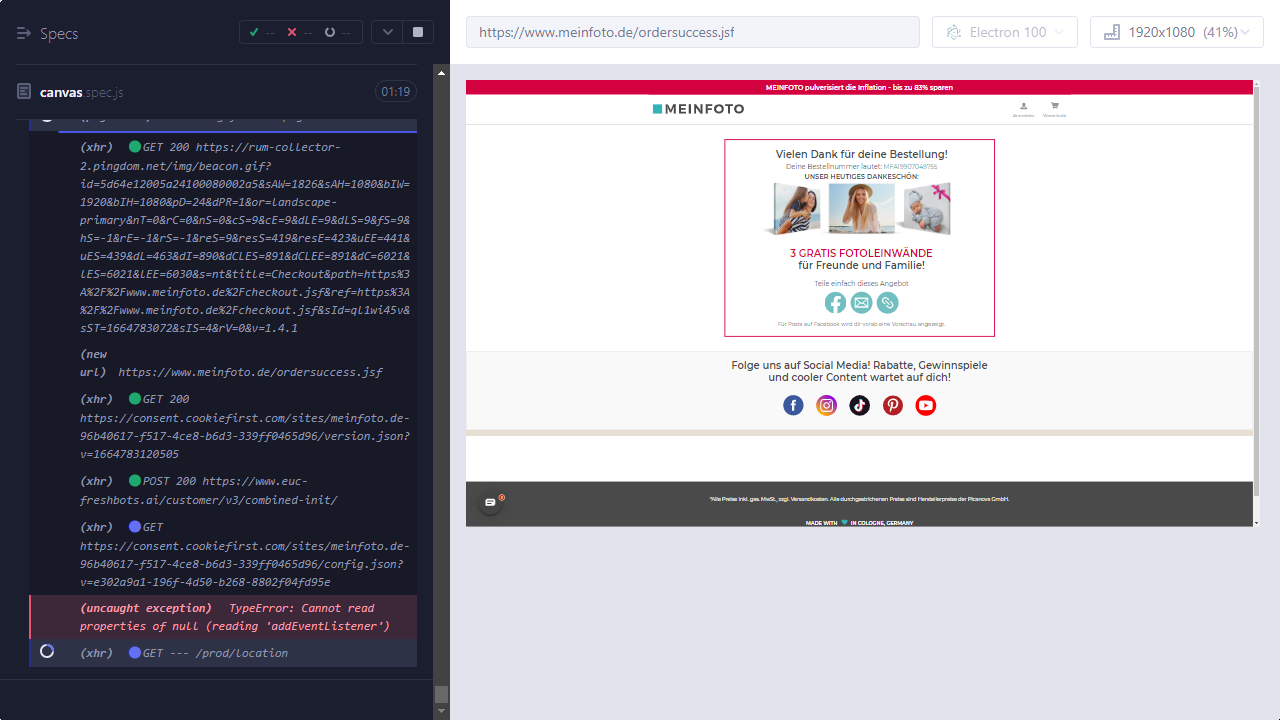 Specs
-- -- --
canvas.spec.js
01:19
(xhr) GET 200 https://rum-collector-
2.pingdom.net/img/beacon.gif?
id=5d64e12005a24100080002a5&sAW=1826&sAH=1080&bIW=
1920&bIH=1080&pD=24&dPR=1&or=landscape-
primary&nT=0&rC=0&nS=0&cS=9&cE=9&dLE=9&dLS=9&fS=9&
hS=-1&rE=-1&rS=-1&reS=9&resS=419&resE=423&uEE=441&
uES=439&dL=463&dI=890&dCLES=891&dCLEE=891&dC=6021&
lES=6021&lEE=6030&s=nt&title=Checkout&path=https%3
A%2F%2Fwww.meinfoto.de%2Fcheckout.jsf&ref=https%3A
%2F%2Fwww.meinfoto.de%2Fcheckout.jsf&sId=ql1wi45v&
sST=1664783072&sIS=4&rV=0&v=1.4.1
(new
url) https://www.meinfoto.de/ordersuccess.jsf
(xhr) GET 200
https://consent.cookiefirst.com/sites/meinfoto.de-
96b40617-f517-4ce8-b6d3-339ff0465d96/version.json?
v=1664783120505
(xhr) POST 200 https://www.euc-
freshbots.ai/customer/v3/combined-init/
(xhr) GET
https://consent.cookiefirst.com/sites/meinfoto.de-
96b40617-f517-4ce8-b6d3-339ff0465d96/config.json?
v=e302a9a1-196f-4d50-b268-8802f04fd95e
(uncaught exception) TypeError: Cannot read
properties of null (reading 'addEventListener')
(xhr) GET --- /prod/location
https://www.meinfoto.de/ordersuccess.jsf
Electron 100
1920x1080 (41%)
MEINFOTO pulverisiert die Inflation - bis zu 83% sparen
MEINFOTO
Anmelden
Warenkorb
Vielen Dank für deine Bestellung!
Deine Bestellnummer lautet: MFA19907049755
UNSER HEUTIGES DANKESCHÖN:
3 GRATIS FOTOLEINWÄNDE
für Freunde und Familie!
Teile einfach dieses Angebot
Für Posts auf Facebook wird dir vorab eine Vorschau angezeigt.
Folge uns auf Social Media! Rabatte, Gewinnspiele
und cooler Content wartet auf dich!
*Alle Preise inkl. ges. MwSt., zzgl. Versandkosten. Alle durchgestrichenen Preise sind Herstellerpreise der Picanova GmbH.
MADE WITH IN COLOGNE, GERMANY